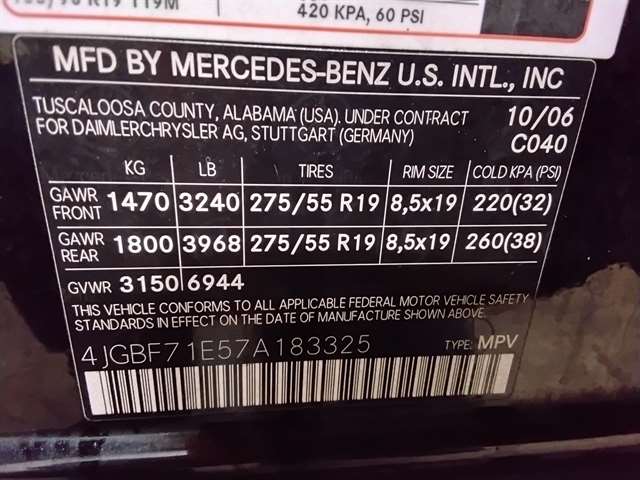 R19 119M
420 KPA, 60 PSI
MFD BY MERCEDES-BENZ U.S. INTL., INC
TUSCALOOSA COUNTY, ALABAMA (USA). UNDER CONTRACT 10/06
FOR DAIMLERCHRYSLER AG, STUTTGART (GERMANY) C040
KG LB TIRES RIM SIZE COLD KPA (PSI)
GAWR FRONT 1470 3240 275/55 R19 8,5x19 220(32)
GAWR REAR 1800 3968 275/55 R19 8,5x19 260(38)
GVWR 3150 6944
THIS VEHICLE CONFORMS TO ALL APPLICABLE FEDERAL MOTOR VEHICLE SAFETY
STANDARDS IN EFFECT ON THE DATE OF MANUFACTURE SHOWN ABOVE.
4JGBF71E57A183325 TYPE: MPV